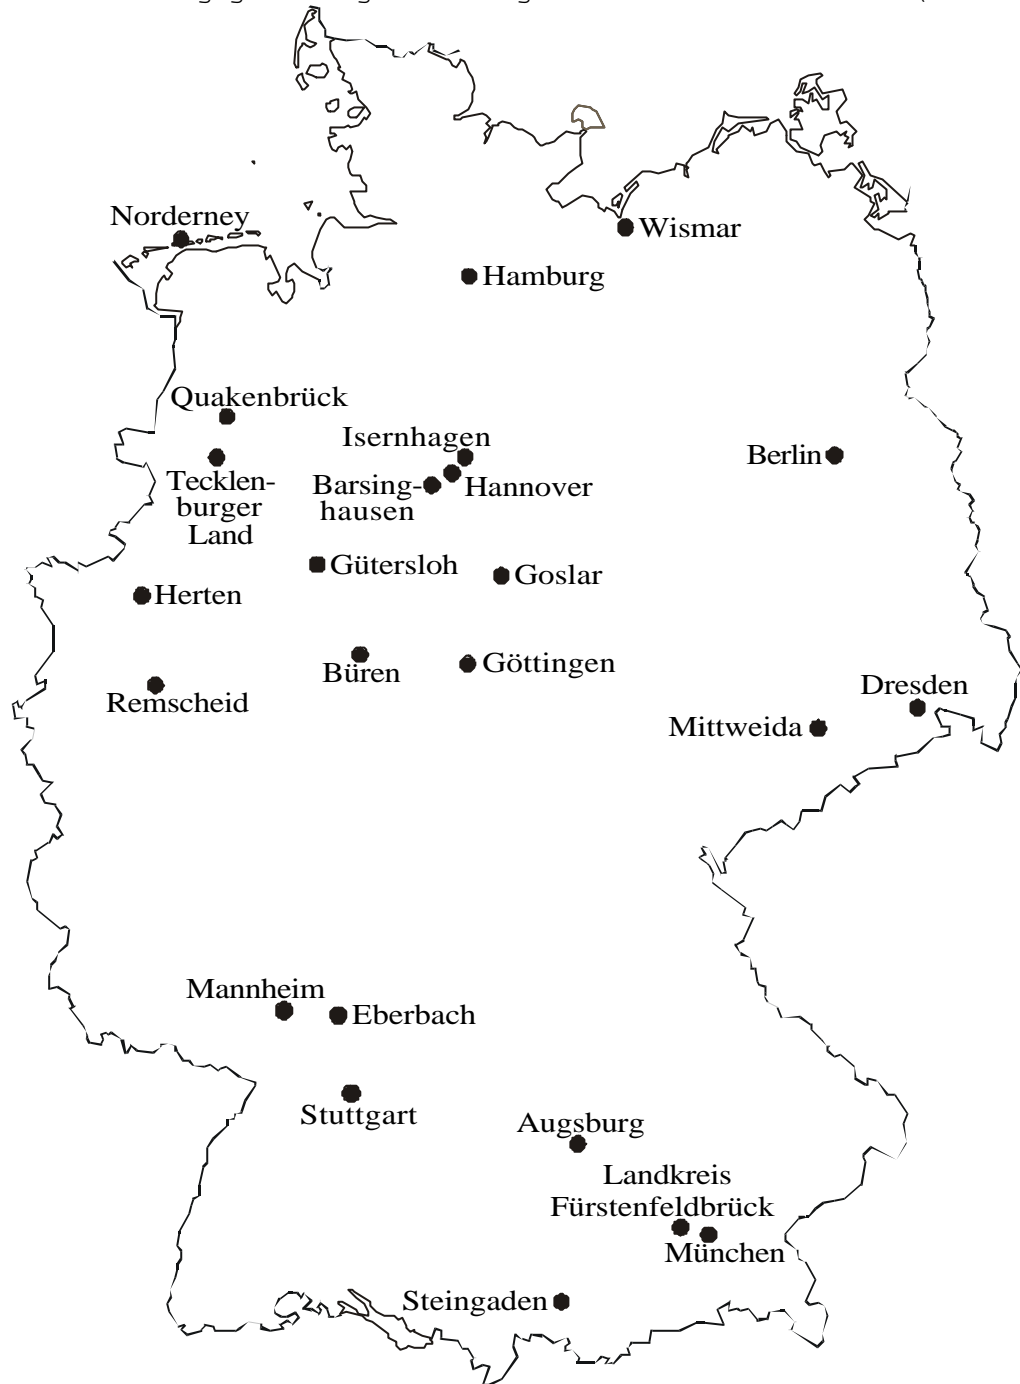 Norderney
Wismar
Hamburg
Quakenbrück
Isernhagen
Berlin
Tecklen-
burger
Land
Barsing-
hausen
Hannover
Gütersloh
Goslar
Herten
Büren
Göttingen
Remscheid
Dresden
Mittweida
Mannheim
Eberbach
Stuttgart
Augsburg
Landkreis
Fürstenfeldbrück
München
Steingaden